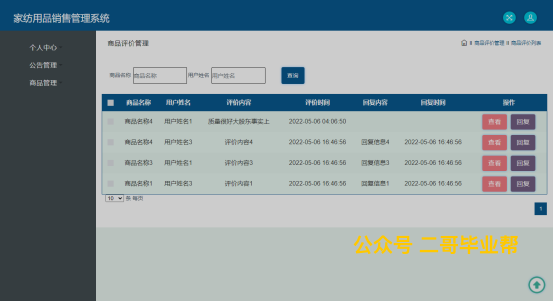 家纺用品销售管理系统
个人中心
公告管理
商品管理
商品评价管理
商品评价管理 商品评价列表
商品名称 商品名称 用户姓名 用户姓名 查询
商品名称 用户姓名 评价内容 评价时间 回复内容 回复时间 操作
商品名称4 用户姓名1 质量很好大股东事实上 2022-05-06 04:06:50 查看 回复
商品名称4 用户姓名3 评价内容4 2022-05-06 16:46:56 回复信息4 2022-05-06 16:46:56 查看 回复
商品名称3 用户姓名1 评价内容3 2022-05-06 16:46:56 回复信息3 2022-05-06 16:46:56 查看 回复
商品名称1 用户姓名3 评价内容1 2022-05-06 16:46:56 回复信息1 2022-05-06 16:46:56 查看 回复
10 条 每页
1
公众号 二哥毕业帮